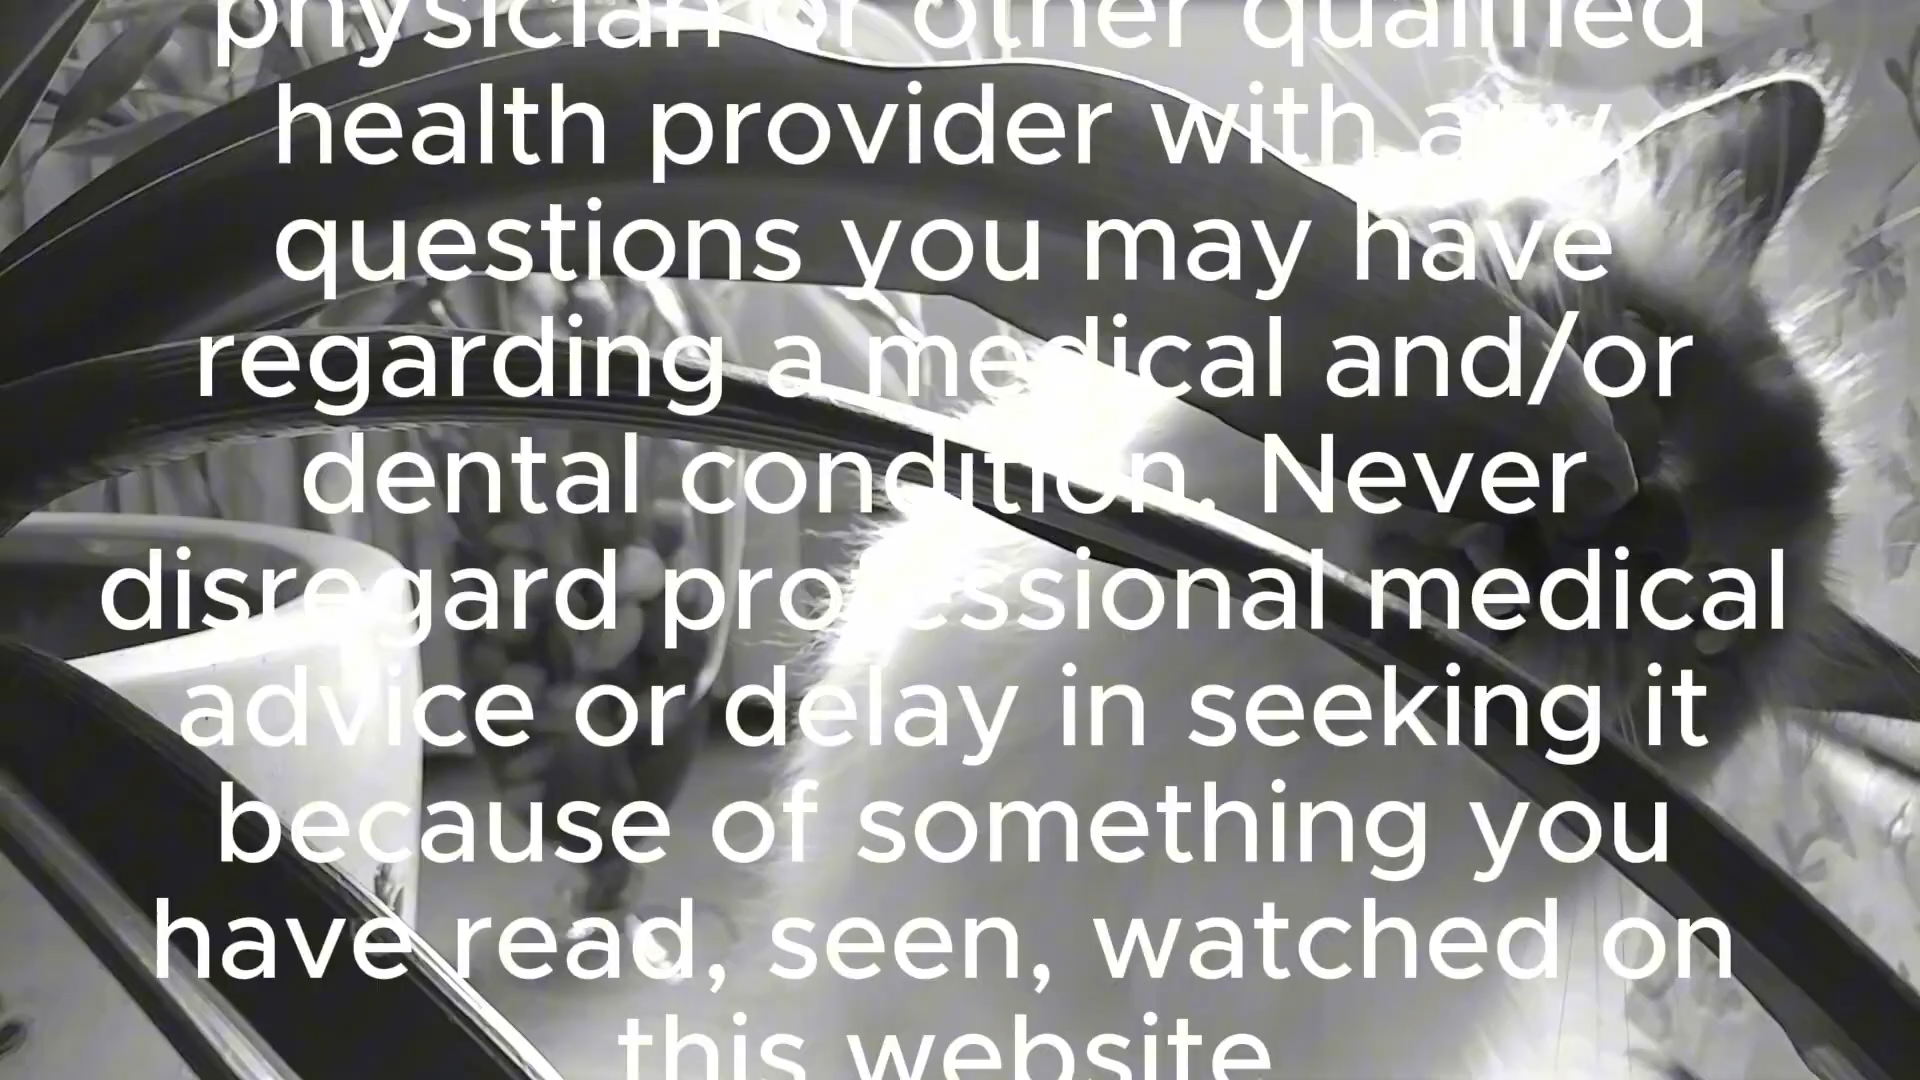 physician or other qualified
health provider with any
questions you may have
regarding a medical and/or
dental condition. Never
disregard professional medical
advice or delay in seeking it
because of something you
have read, seen, watched on
this website